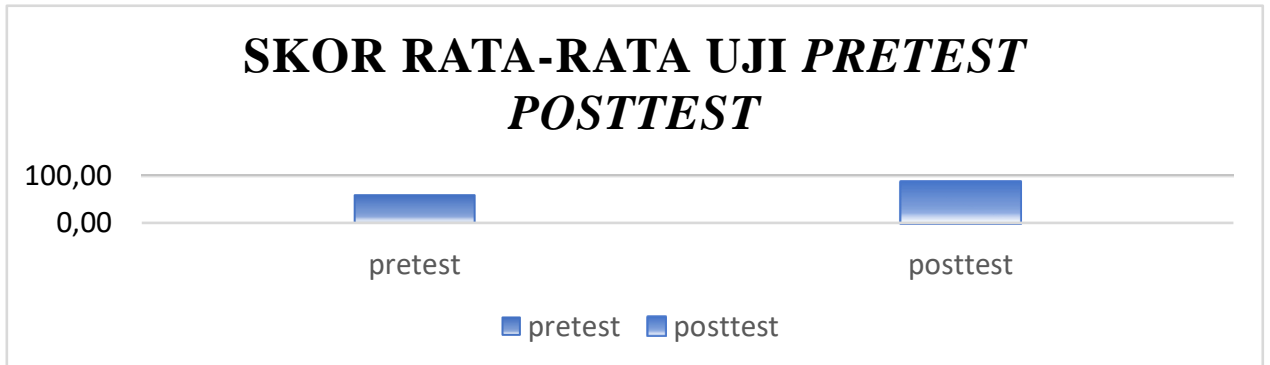 SKOR RATA-RATA UJI PRETEST
POSTTEST
100,00
0,00
pretest posttest
pretest posttest